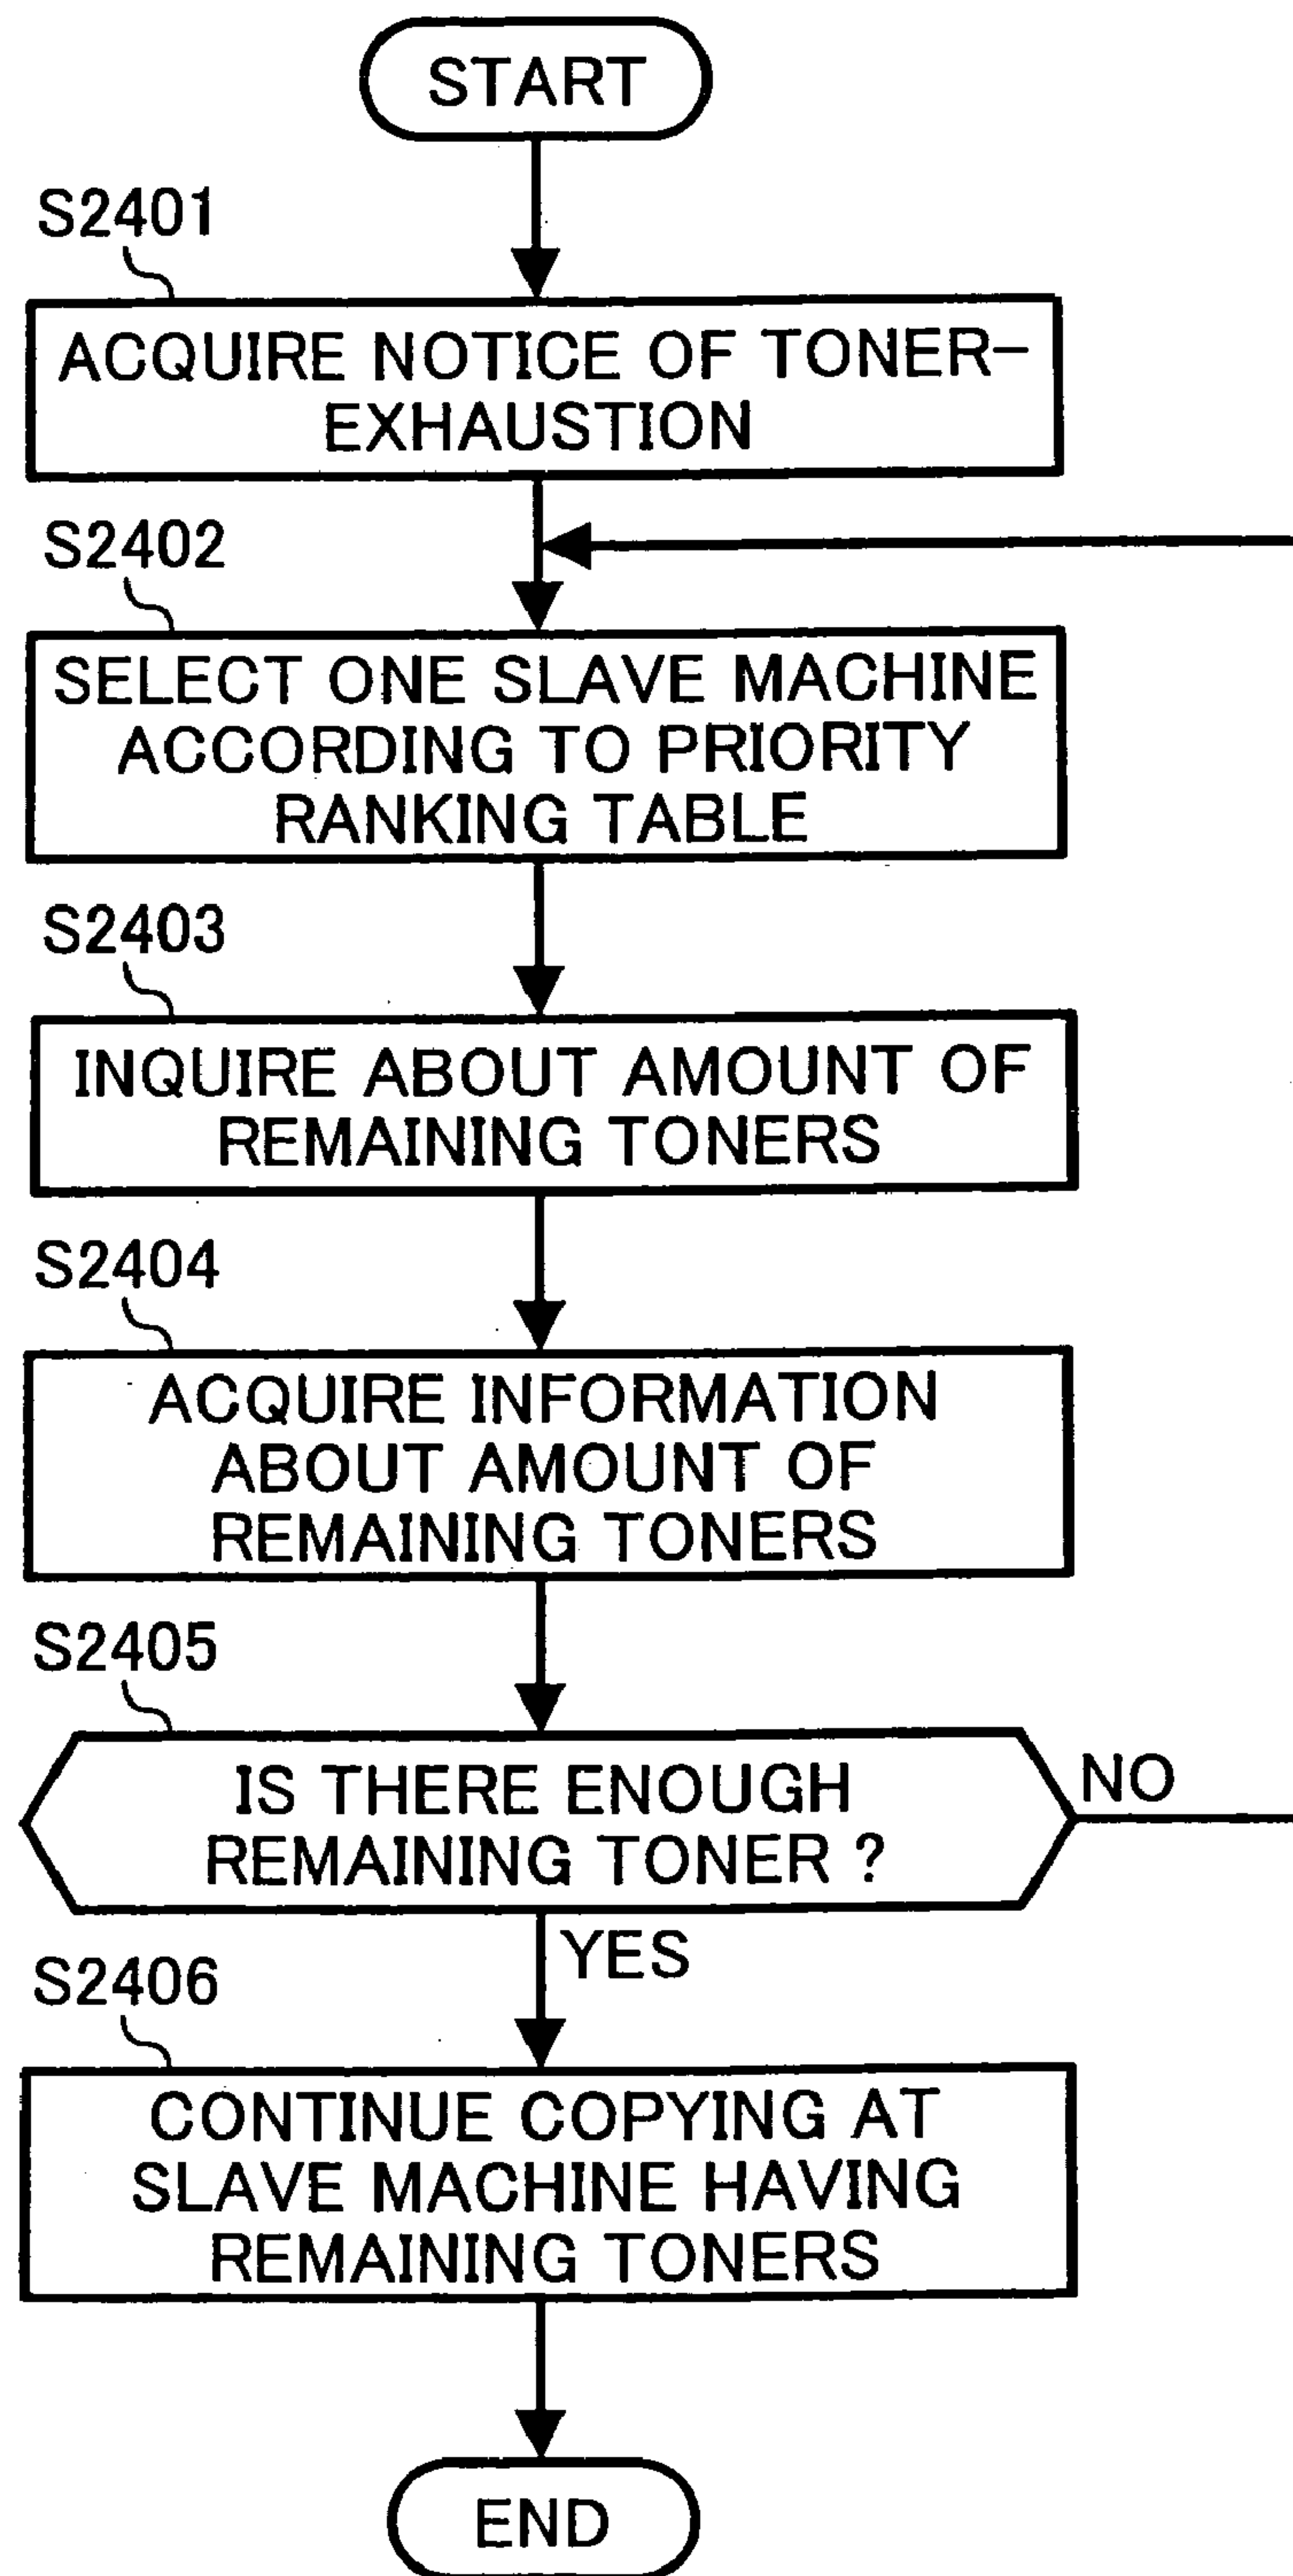 START
S2401
ACQUIRE NOTICE OF TONER-
EXHAUSTION
S2402
SELECT ONE SLAVE MACHINE
ACCORDING TO PRIORITY
RANKING TABLE
S2403
INQUIRE ABOUT AMOUNT OF
REMAINING TONERS
S2404
ACQUIRE INFORMATION
ABOUT AMOUNT OF
REMAINING TONERS
S2405
IS THERE ENOUGH
REMAINING TONER ?
NO
YES
S2406
CONTINUE COPYING AT
SLAVE MACHINE HAVING
REMAINING TONERS
END